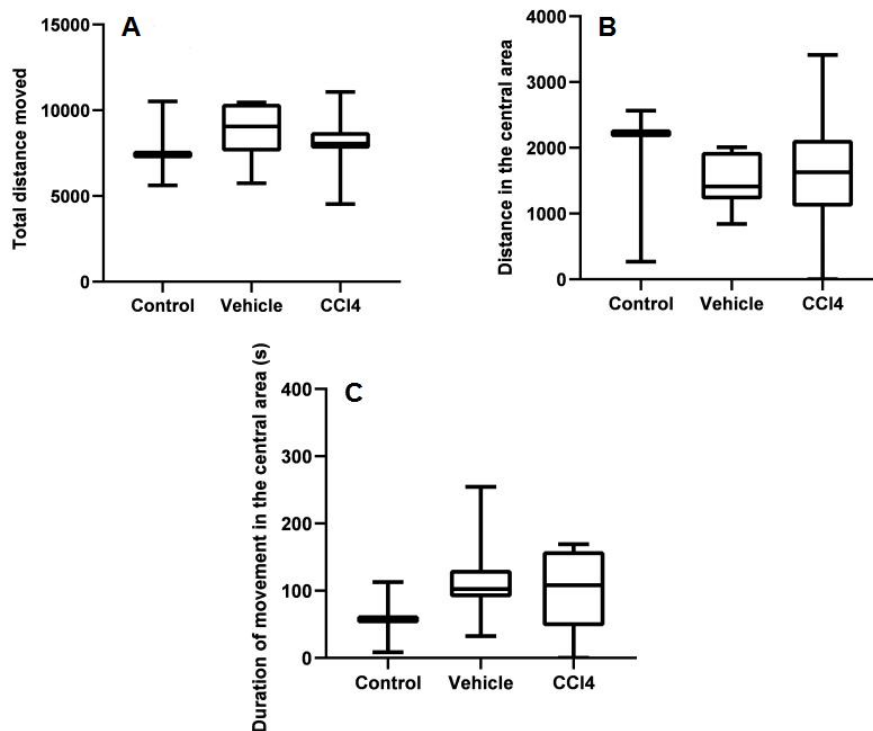 A
Total distance moved
15000
10000
5000
0
Control Vehicle CCl4
B
Distance in the central area
4000
3000
2000
1000
0
Control Vehicle CCl4
C
Duration of movement in the central area (s)
400
300
200
100
0
Control Vehicle CCl4